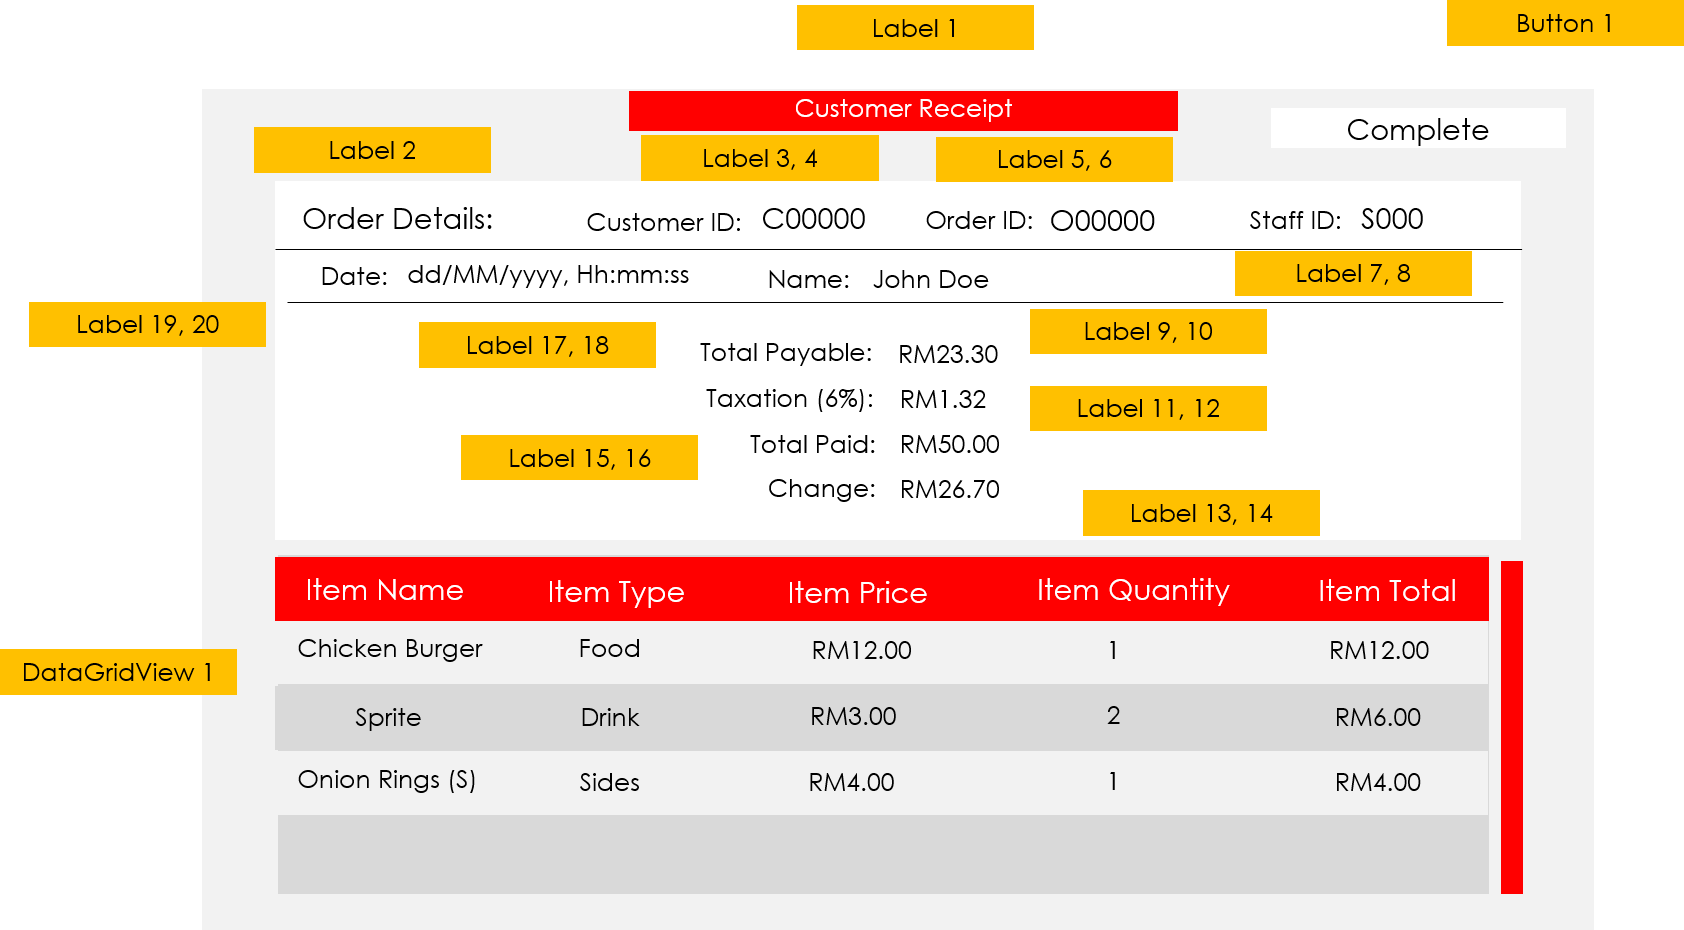 Label 1
Button 1
Customer Receipt
Complete
Label 2
Label 3, 4
Label 5, 6
Order Details:
Customer ID: C00000
Order ID: O00000
Staff ID: S000
Date: dd/MM/yyyy, Hh:mm:ss
Name: John Doe
Label 7, 8
Label 19, 20
Label 17, 18
Label 9, 10
Total Payable: RM23.30
Taxation (6%): RM1.32
Label 11, 12
Total Paid: RM50.00
Label 15, 16
Change: RM26.70
Label 13, 14
Item Name Item Type Item Price Item Quantity Item Total
Chicken Burger Food RM12.00 1 RM12.00
DataGridView 1
Sprite Drink RM3.00 2 RM6.00
Onion Rings (S) Sides RM4.00 1 RM4.00